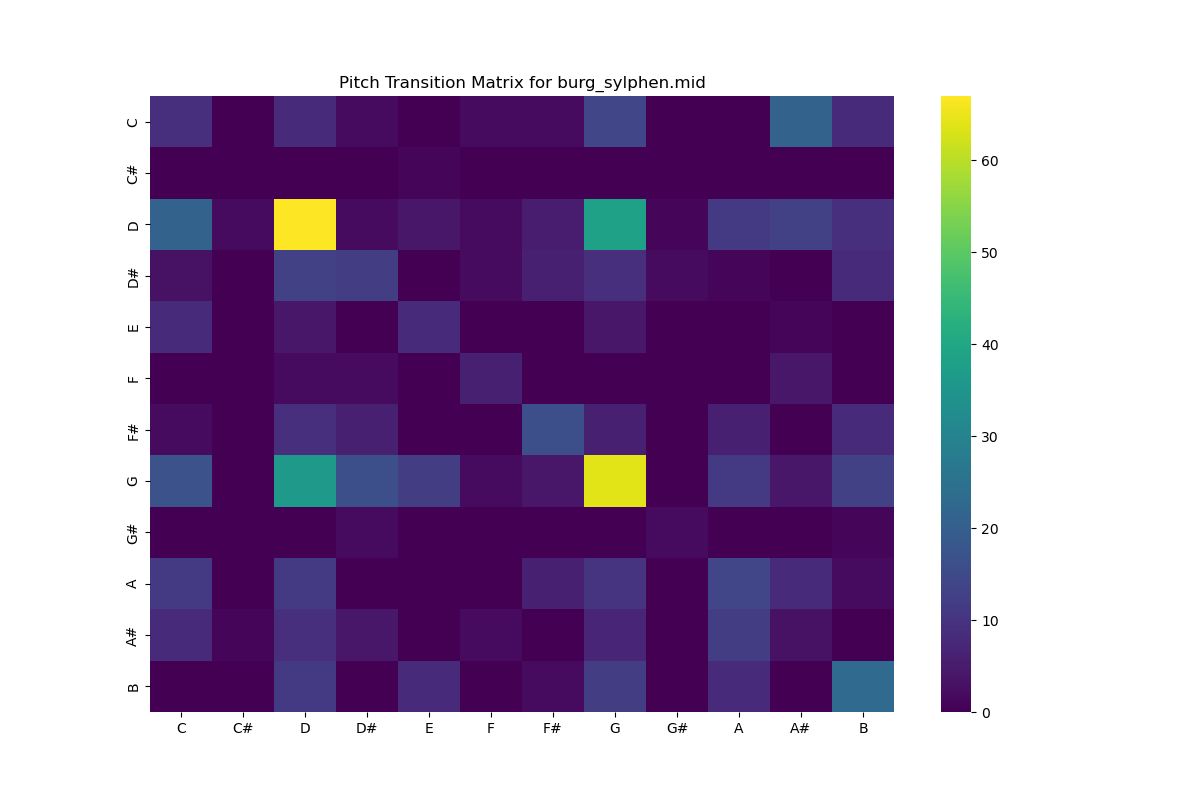 Pitch Transition Matrix for burg_sylphen.mid
C
C#
D
D#
E
F
F#
G
G#
A
A#
B
C C# D D# E F F# G G# A A# B
60
50
40
30
20
10
0